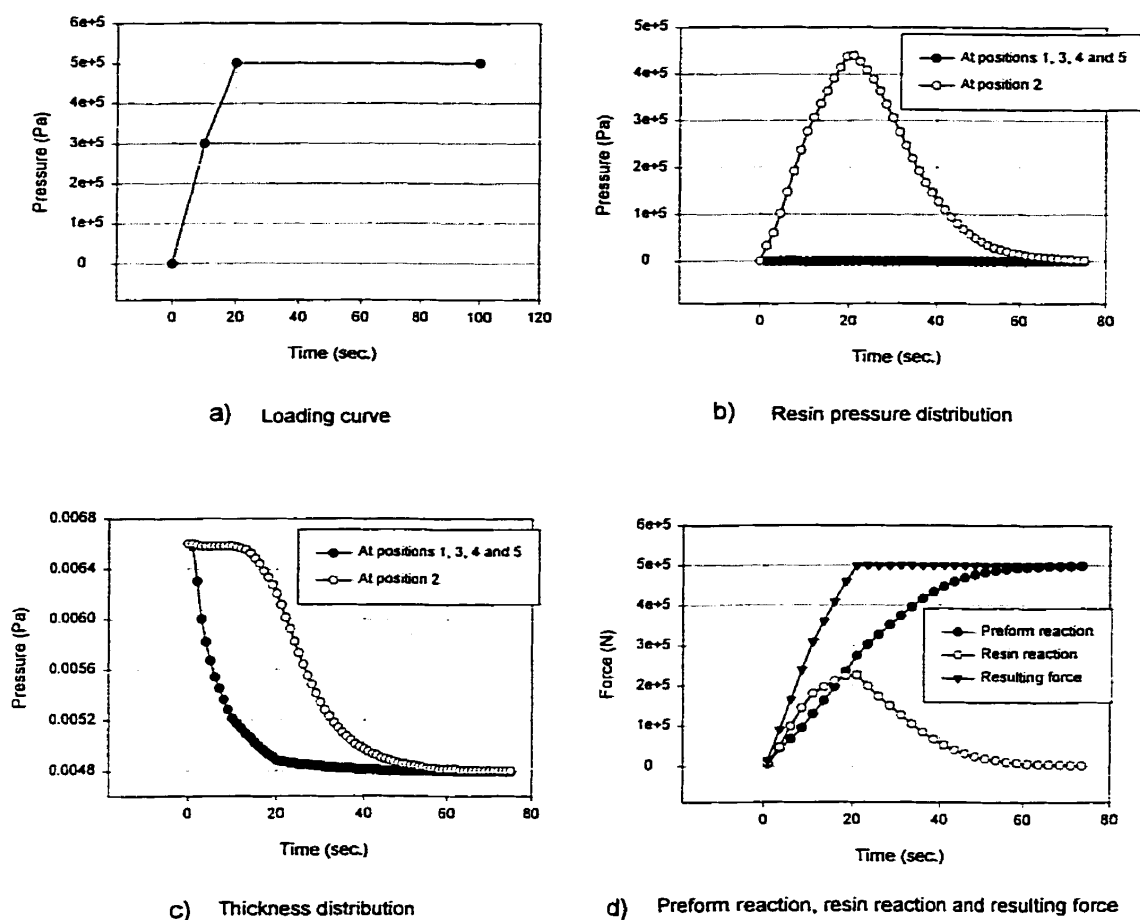 6e+5
5e+5
4e+5
3e+5
2e+5
1e+5
0
Pressure (Pa)
0 20 40 60 80 100 120
Time (sec.)
a) Loading curve
5e+5
4e+5
3e+5
2e+5
1e+5
0
Pressure (Pa)
At positions 1, 3, 4 and 5
At position 2
0 20 40 60 80
Time (sec.)
b) Resin pressure distribution
0.0068
0.0064
0.0060
0.0056
0.0052
0.0048
Pressure (Pa)
At positions 1, 3, 4 and 5
At position 2
0 20 40 60 80
Time (sec.)
c) Thickness distribution
6e+5
5e+5
4e+5
3e+5
2e+5
1e+5
0
Force (N)
Preform reaction
Resin reaction
Resulting force
0 20 40 60 80
Time (sec.)
d) Preform reaction, resin reaction and resulting force